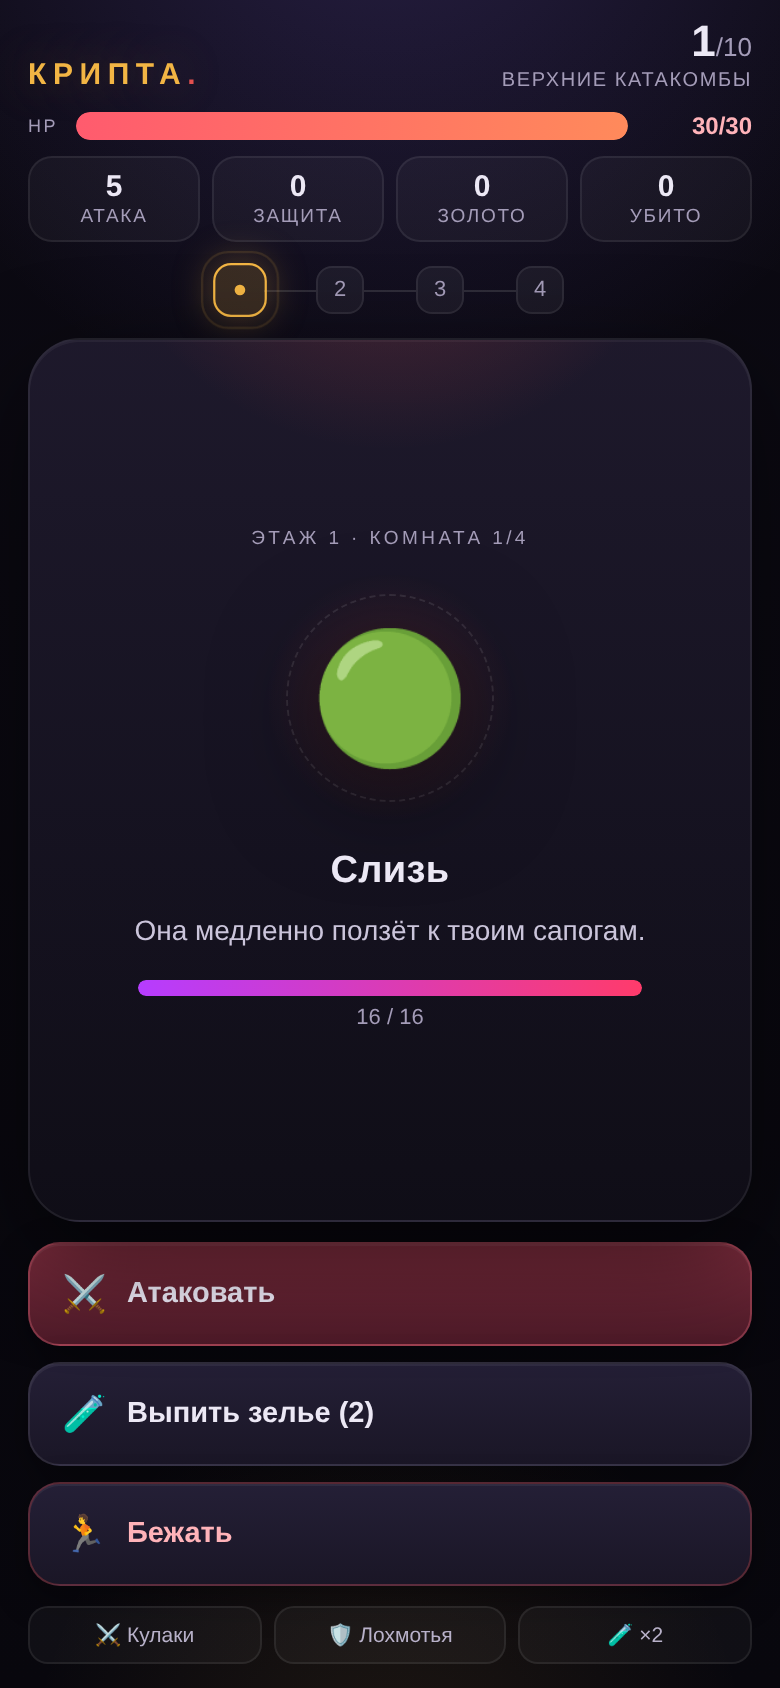 КРИПТА.
1/10
ВЕРХНИЕ КАТАКОМБЫ
HP
30/30
5
АТАКА
0
ЗАЩИТА
0
ЗОЛОТО
0
УБИТО
2
3
4
ЭТАЖ 1 · КОМНАТА 1/4
Слизь
Она медленно ползёт к твоим сапогам.
16 / 16
Атаковать
Выпить зелье (2)
Бежать
Кулаки
Лохмотья
×2